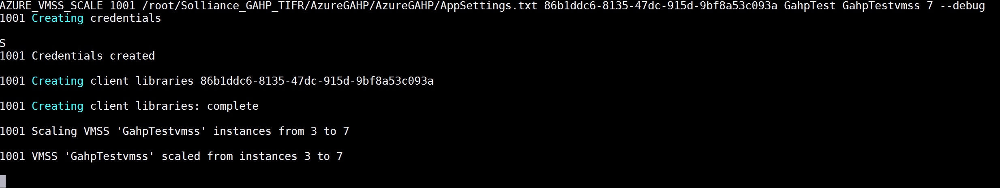 AZURE_VMSS_SCALE 1001 /root/Solliance_GAHP_TIFR/AzureGAHP/AzureGAHP/AppSettings.txt 86b1ddc6-8135-47dc-915d-9bf8a53c093a GahpTest GahpTestvmss 7 --debug
1001 Creating credentials
S
1001 Credentials created
1001 Creating client libraries 86b1ddc6-8135-47dc-915d-9bf8a53c093a
1001 Creating client libraries: complete
1001 Scaling VMSS 'GahpTestvmss' instances from 3 to 7
1001 VMSS 'GahpTestvmss' scaled from instances 3 to 7